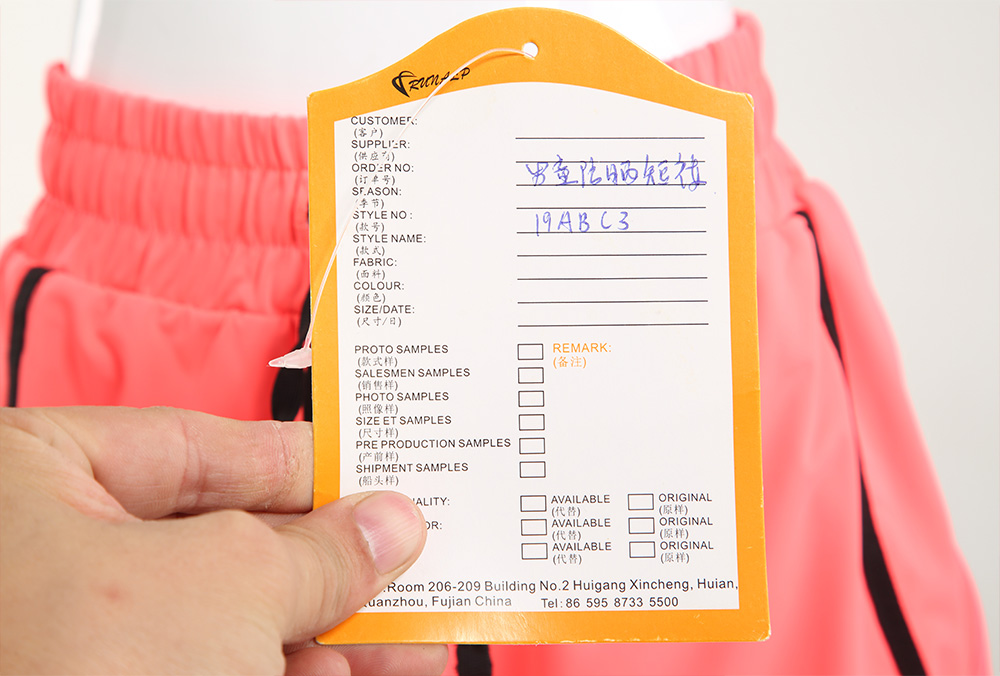 RUNALP
CUSTOMER:
(客户)
SUPPLIER:
(供应商)
ORDER NO: 男童防晒短裤
(订单号)
SEASON:
(季节)
STYLE NO: 19ABC3
(款号)
STYLE NAME:
(款式)
FABRIC:
(面料)
COLOUR:
(颜色)
SIZE/DATE:
(尺寸/日)
PROTO SAMPLES REMARK:
(款式样) (备注)
SALESMEN SAMPLES
(销售样)
PHOTO SAMPLES
(照像样)
SIZE ET SAMPLES
(尺寸样)
PRE PRODUCTION SAMPLES
(产前样)
SHIPMENT SAMPLES
(船头样)
AVAILABLE ORIGINAL
(代替) (原样)
AVAILABLE ORIGINAL
(代替) (原样)
AVAILABLE ORIGINAL
(代替) (原样)
Room 206-209 Building No.2 Huigang Xincheng, Huian,
Fujian China Tel: 86 595 8733 5500